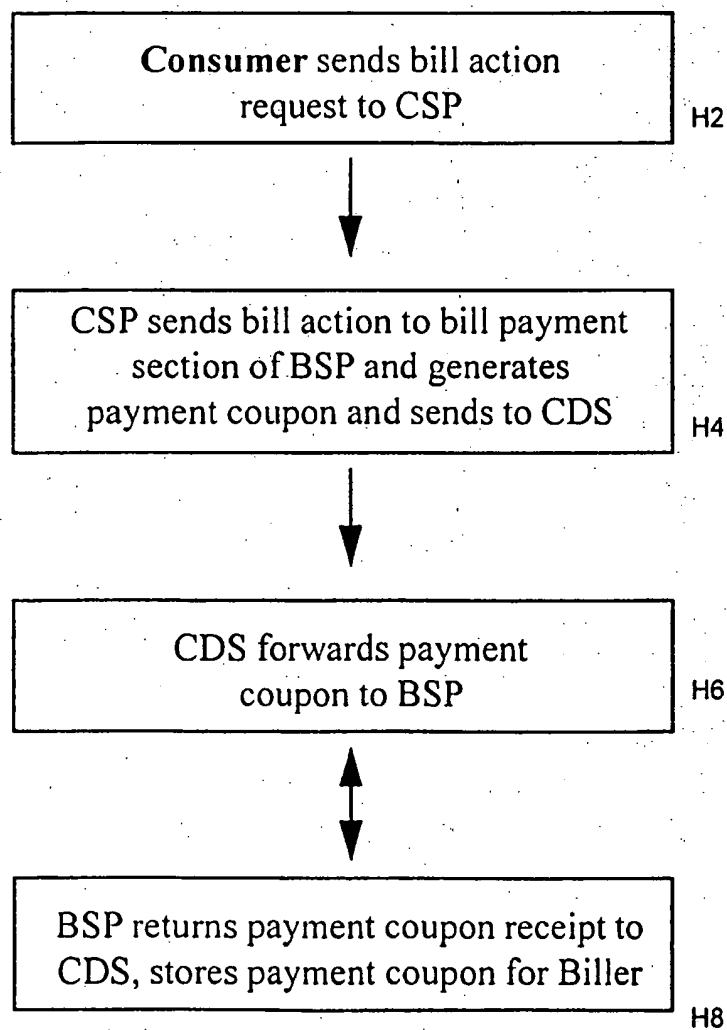 Consumer sends bill action
request to CSP
H2
CSP sends bill action to bill payment
section of BSP and generates
payment coupon and sends to CDS
H4
CDS forwards payment
coupon to BSP
H6
BSP returns payment coupon receipt to
CDS, stores payment coupon for Biller
H8